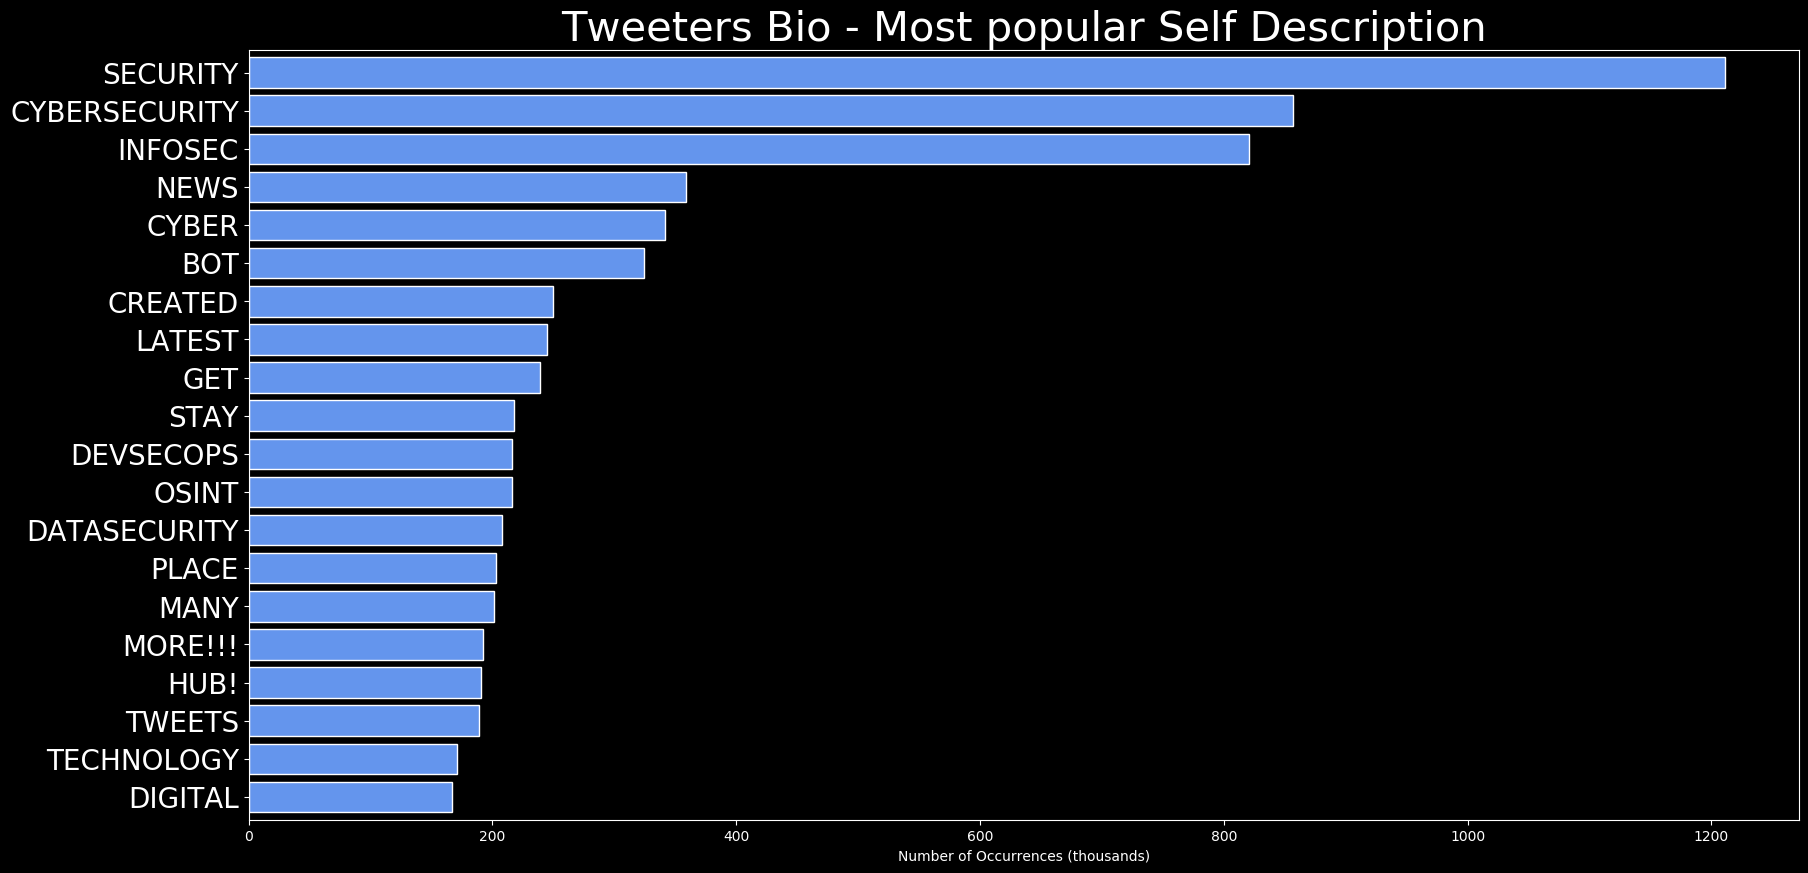 Tweeters Bio - Most popular Self Description
SECURITY
CYBERSECURITY
INFOSEC
NEWS
CYBER
BOT
CREATED
LATEST
GET
STAY
DEVSECOPS
OSINT
DATASECURITY
PLACE
MANY
MORE!!!
HUB!
TWEETS
TECHNOLOGY
DIGITAL
0 200 400 600 800 1000 1200
Number of Occurrences (thousands)